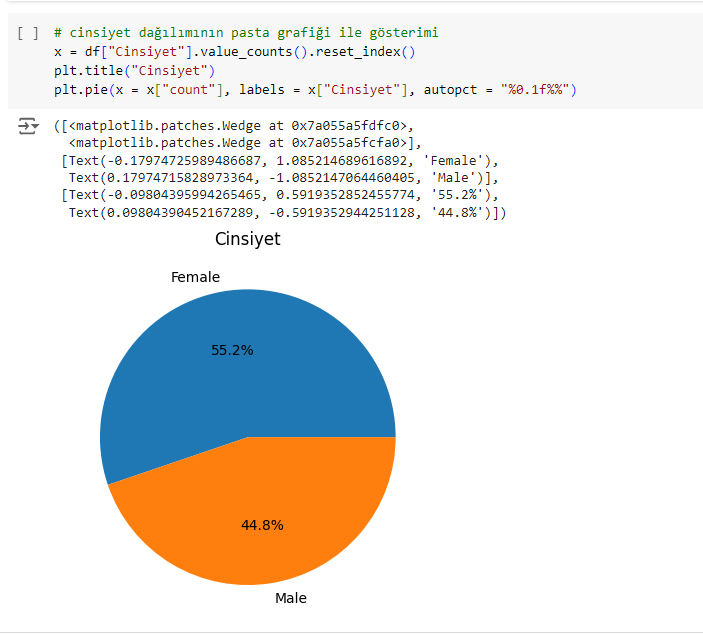 [ ] # cinsiyet dağılımının pasta grafiği ile gösterimi
x = df["Cinsiyet"].value_counts().reset_index()
plt.title("Cinsiyet")
plt.pie(x = x["count"], labels = x["Cinsiyet"], autopct = "%0.1f%%")
([<matplotlib.patches.Wedge at 0x7a055a5fdfc0>,
<matplotlib.patches.Wedge at 0x7a055a5fcfa0>],
[Text(-0.17974725989486687, 1.085214689616892, 'Female'),
Text(0.17974715828973364, -1.0852147064460405, 'Male')],
[Text(-0.09804395994265465, 0.5919352852455774, '55.2%'),
Text(0.09804390452167289, -0.5919352944251128, '44.8%')])
Cinsiyet
Female
55.2%
44.8%
Male